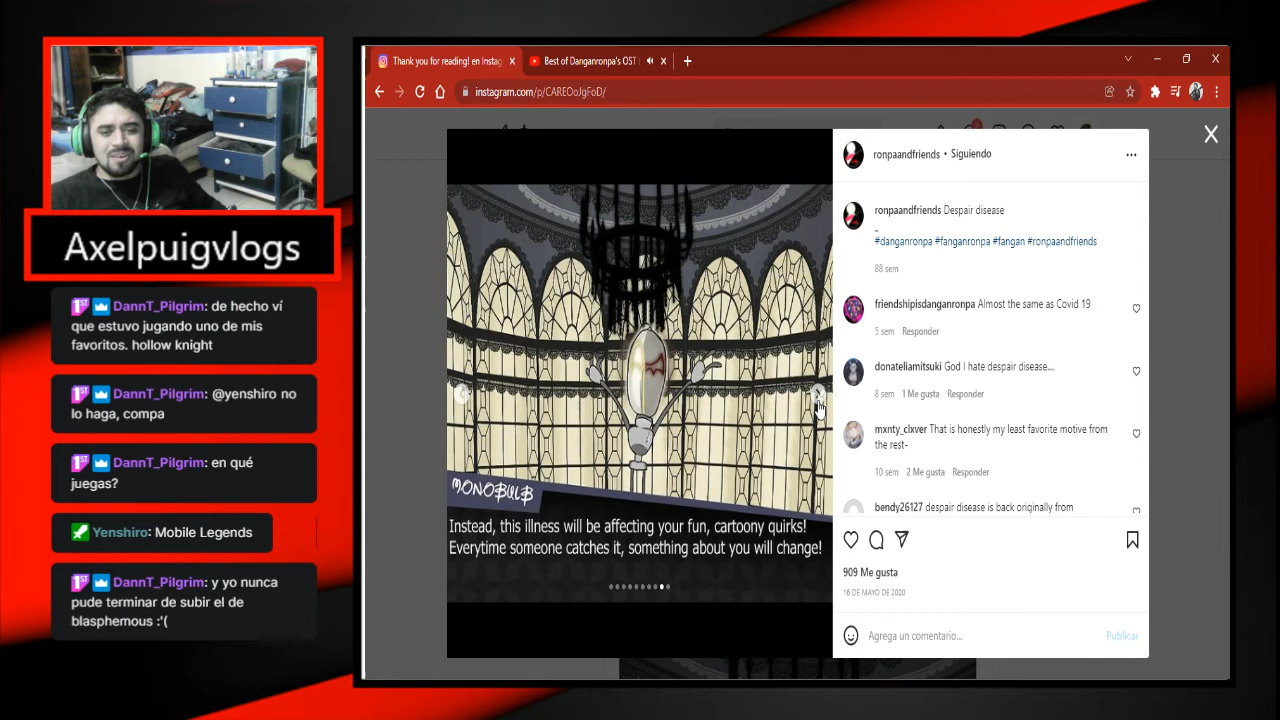 Axelpuigvlogs
DannT_Pilgrim: de hecho ví
que estuvo jugando uno de mis
favoritos. hollow knight
DannT_Pilgrim: @yenshiro no
lo haga, compa
DannT_Pilgrim: en qué
juegas?
Yenshiro: Mobile Legends
DannT_Pilgrim: y yo nunca
pude terminar de subir el de
blasphemous :'(
Thank you for reading! en Instag
Best of Danganronpa's OST
instagram.com/p/CAREOoJgFoD/
MONOBULB
Instead, this illness will be affecting your fun, cartoony quirks!
Everytime someone catches it, something about you will change!
ronpaandfriends • Siguiendo
ronpaandfriends Despair disease
_
#danganronpa #fanganronpa #fangan #ronpaandfriends
88 sem
friendshipisdanganronpa Almost the same as Covid 19
5 sem Responder
donateliamitsuki God I hate despair disease...
8 sem 1 Me gusta Responder
mxnty_clxver That is honestly my least favorite motive from
the rest-
10 sem 2 Me gusta Responder
bendy26127 despair disease is back originally from
909 Me gusta
16 DE MAYO DE 2020
Agrega un comentario...
Publicar